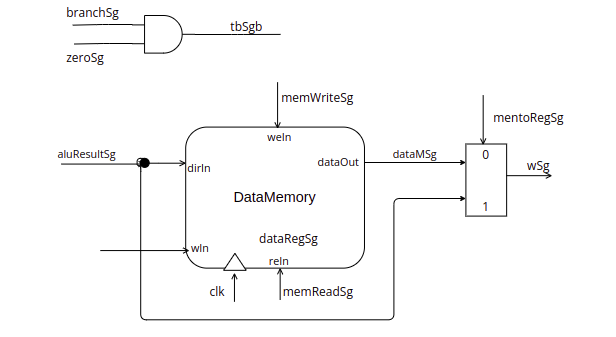 branchSg
tbSgb
zeroSg
memWriteSg
mentoRegSg
weIn
aluResultSg
dirIn
dataOut
dataMSg
0
wSg
DataMemory
1
wIn
dataRegSg
reIn
clk
memReadSg